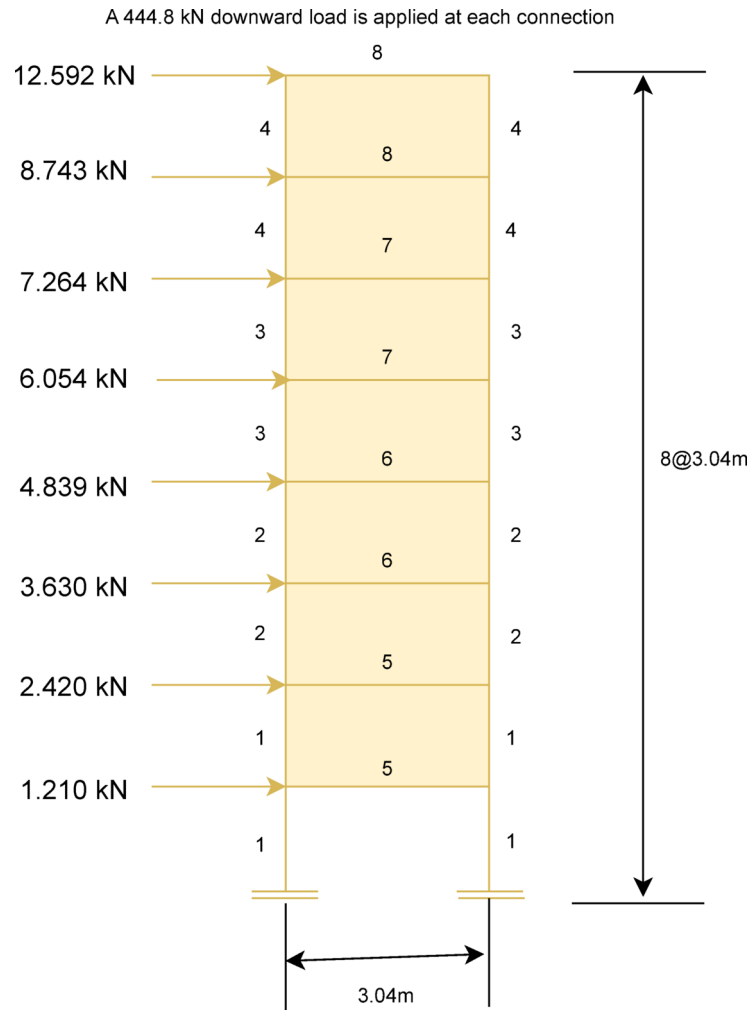 A 444.8 kN downward load is applied at each connection
8
12.592 kN
4
4
8
8.743 kN
4
4
7
7.264 kN
3
3
7
6.054 kN
3
3
6
8@3.04m
4.839 kN
2
2
6
3.630 kN
2
2
5
2.420 kN
1
1
5
1.210 kN
1
1
3.04m